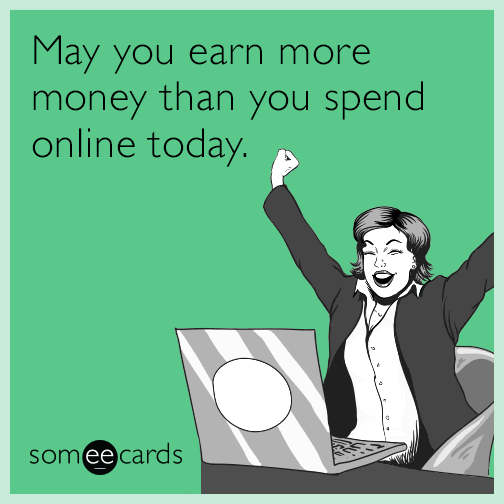 May you earn more
money than you spend
online today.
someecards